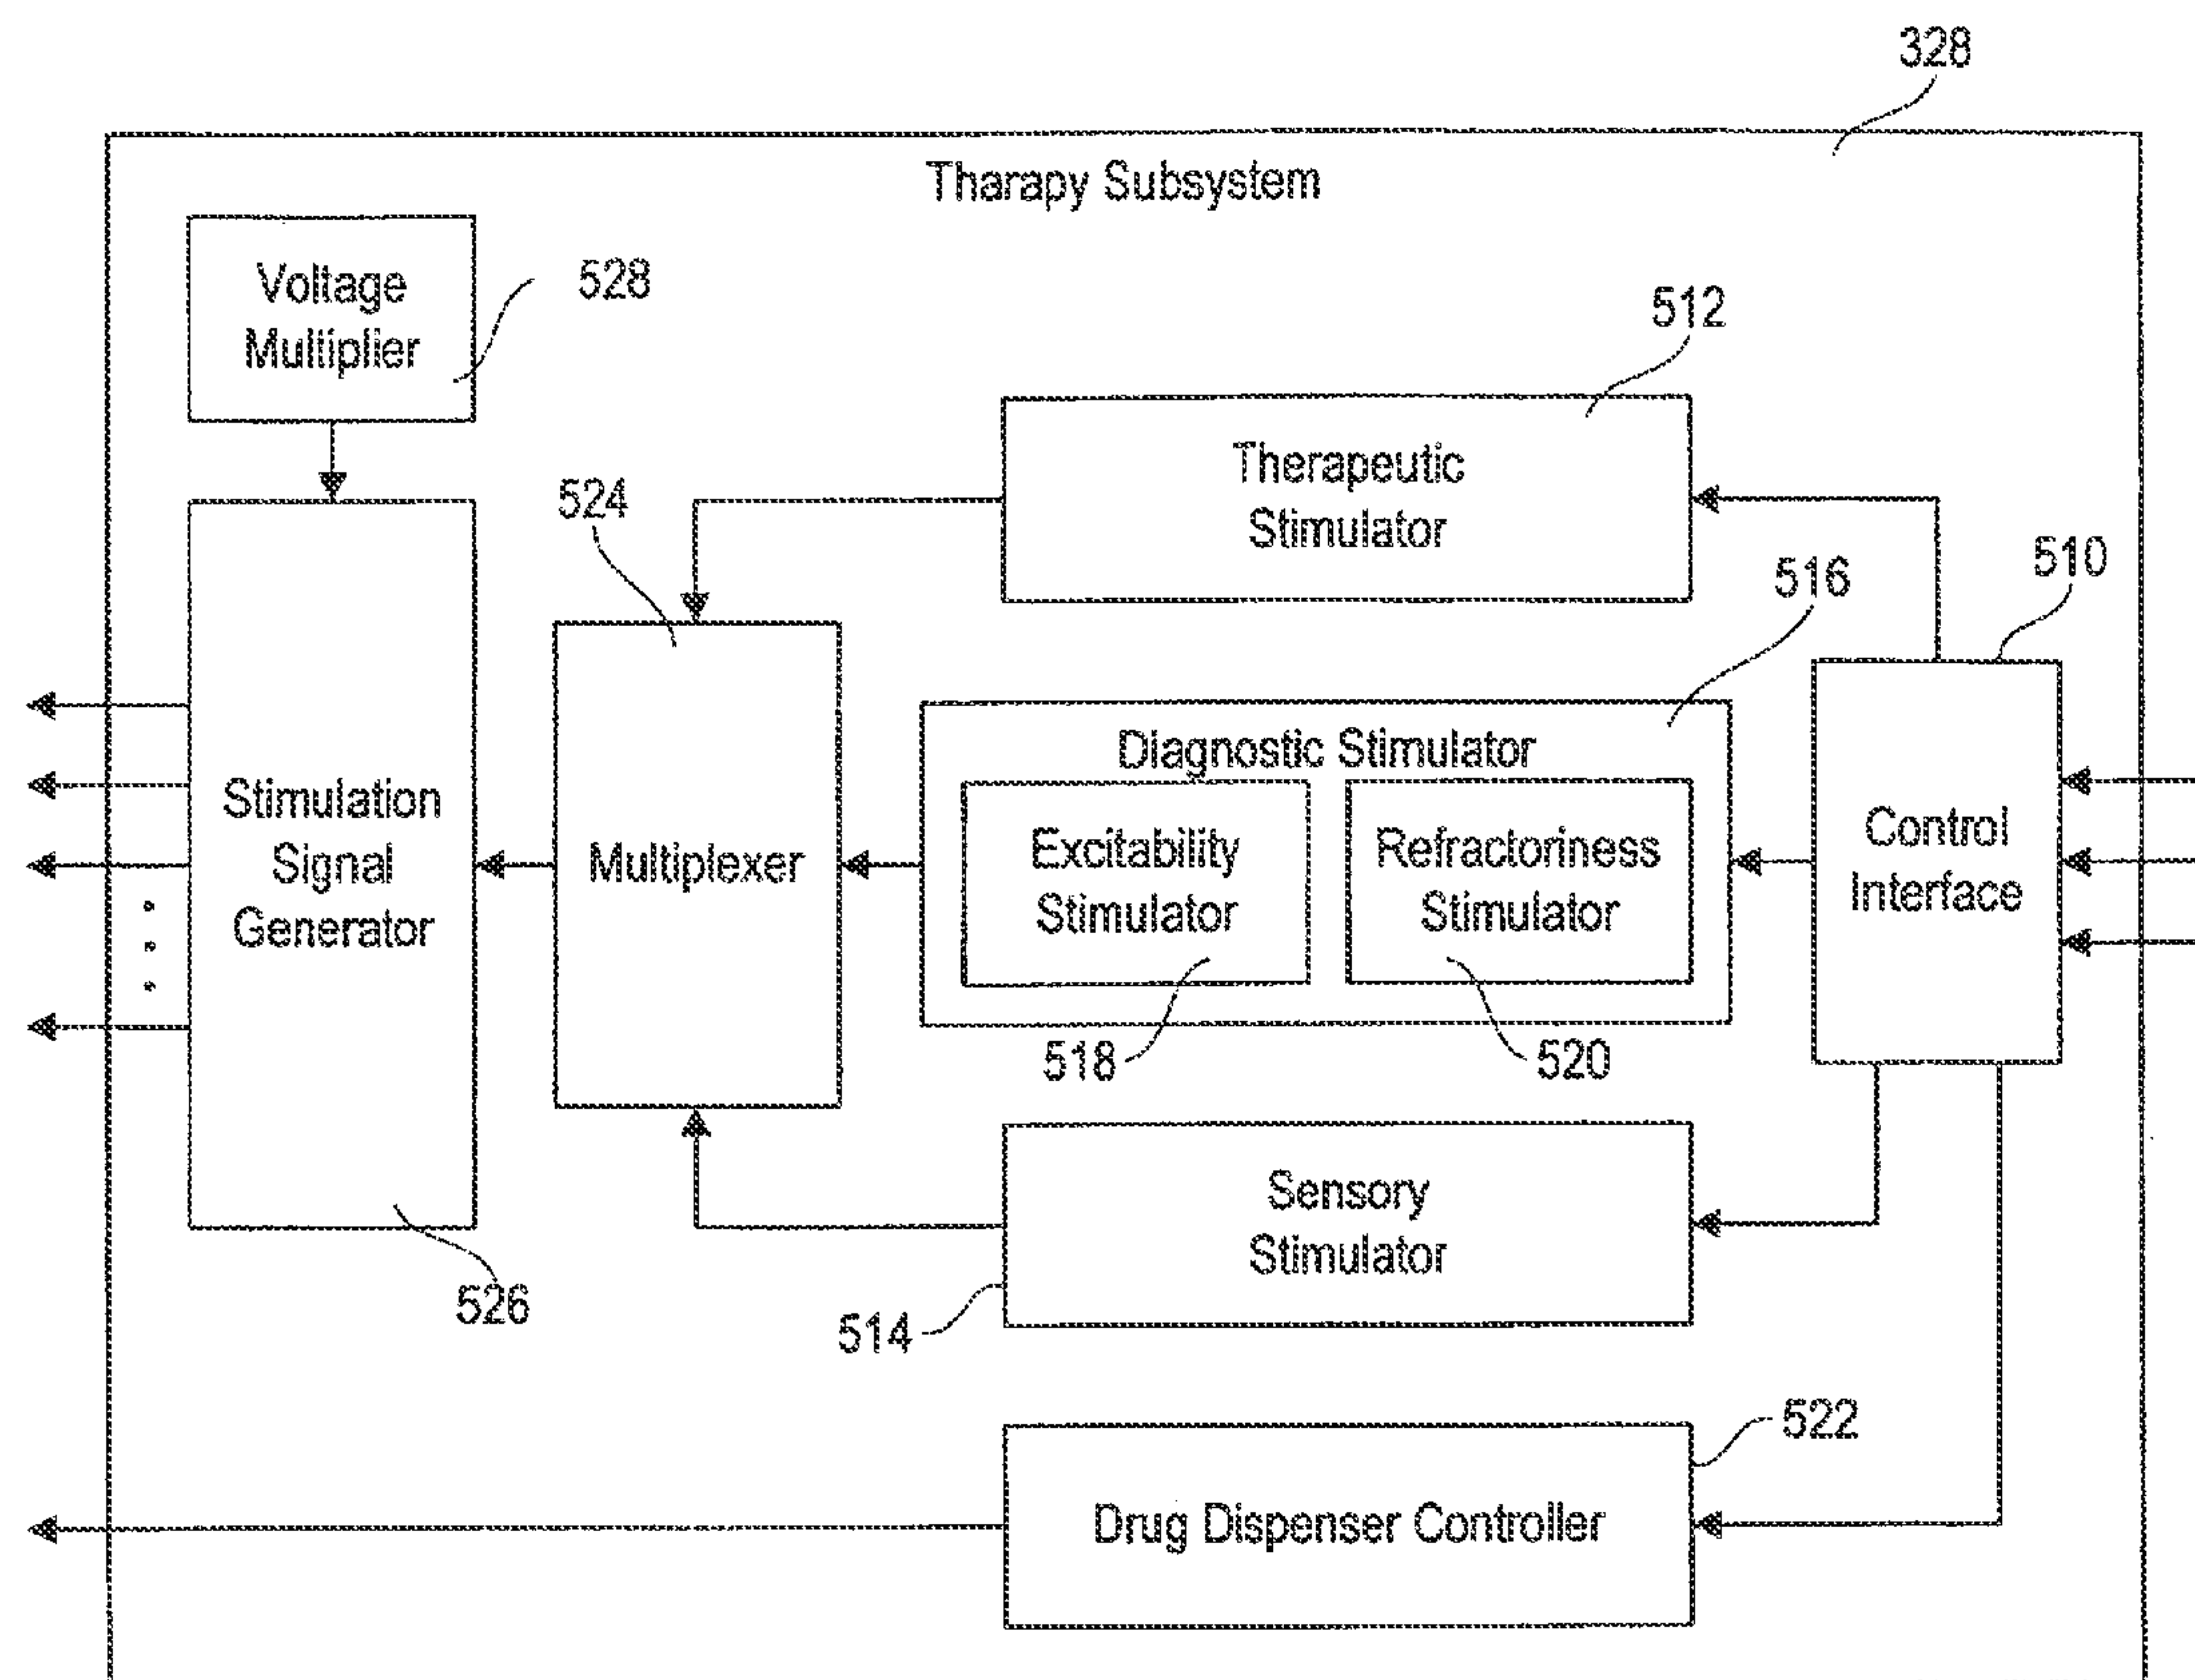 328
Tharapy Subsystem
Voltage
Multiplier
528
512
Therapeutic
Stimulator
524
510
516
Diagnostic Stimulator
Stimulation
Signal
Generator
Multiplexer
Excitability
Stimulator
Refractoriness
Stimulator
Control
Interface
518
520
Sensory
Stimulator
526
514
522
Drug Dispenser Controller